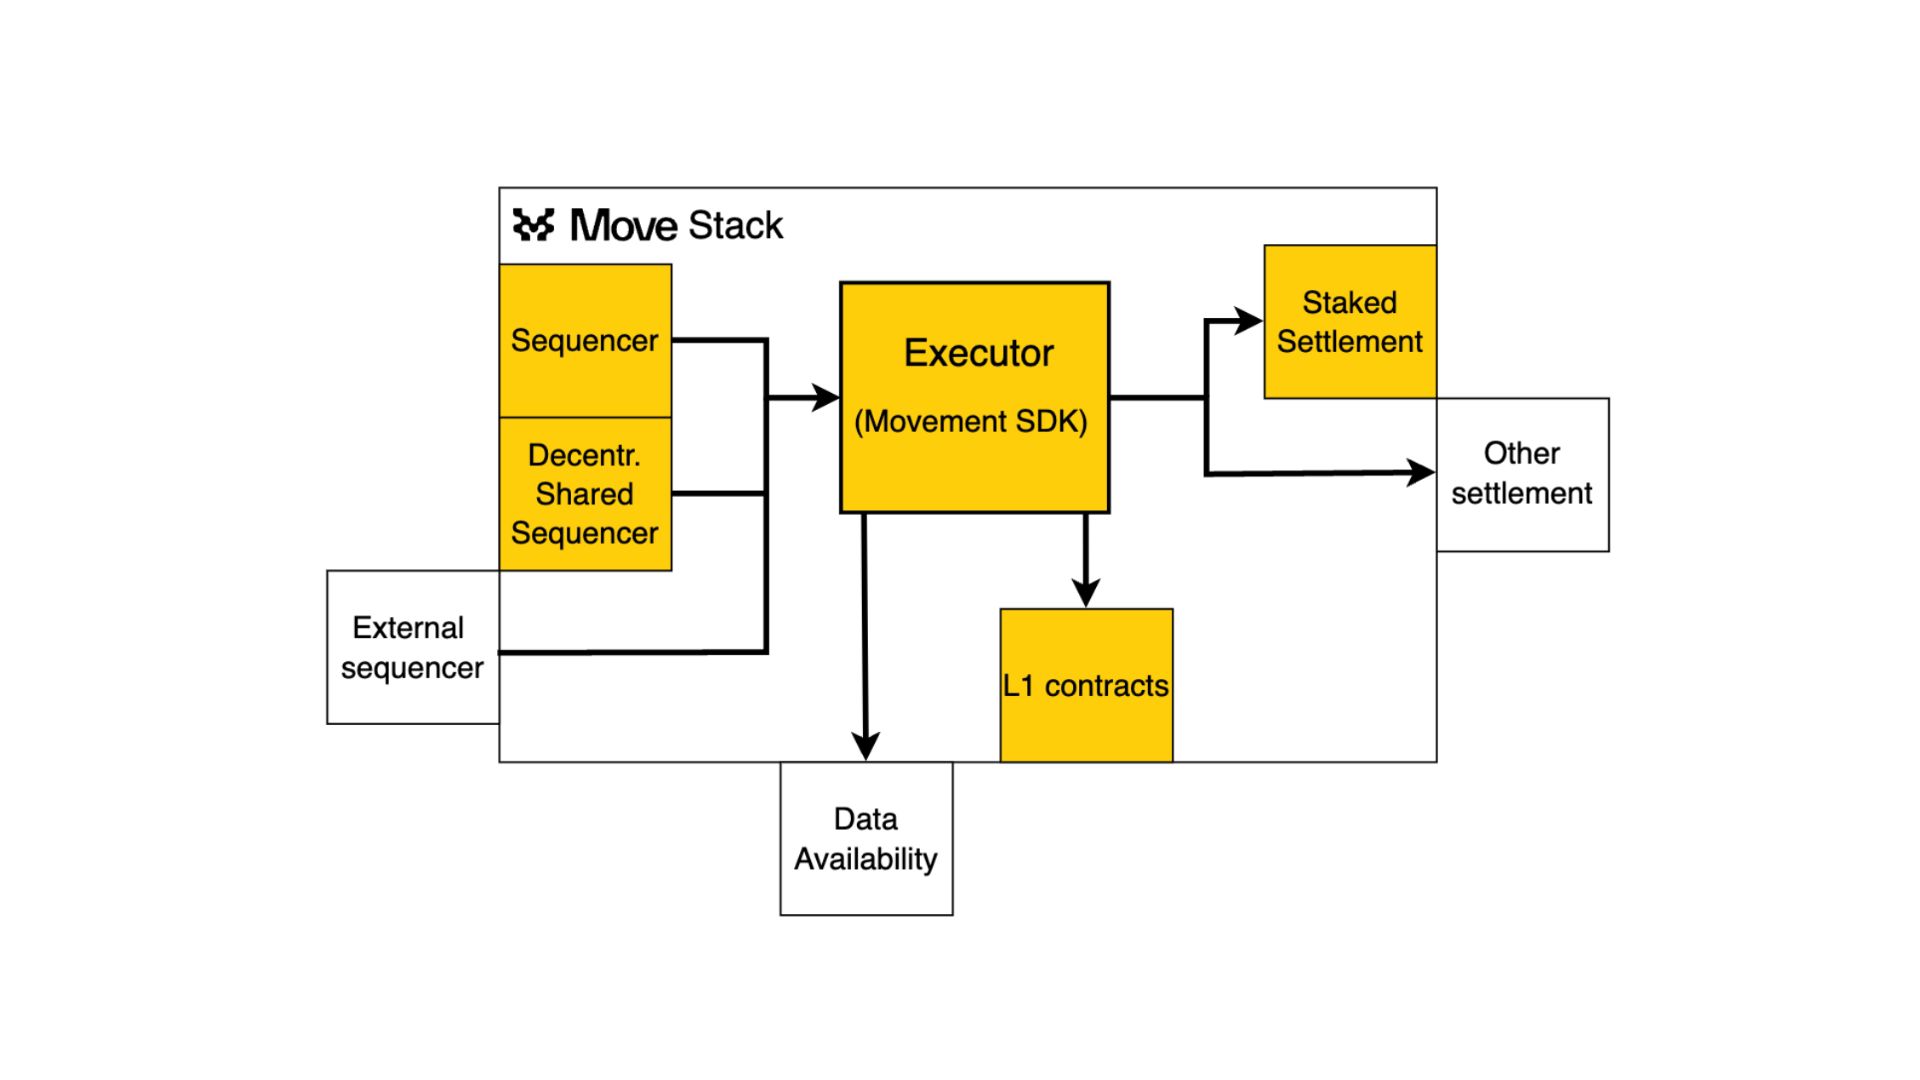 Move Stack
Sequencer
Decentr.
Shared
Sequencer
External
sequencer
Executor
(Movement SDK)
Staked
Settlement
Other
settlement
L1 contracts
Data
Availability